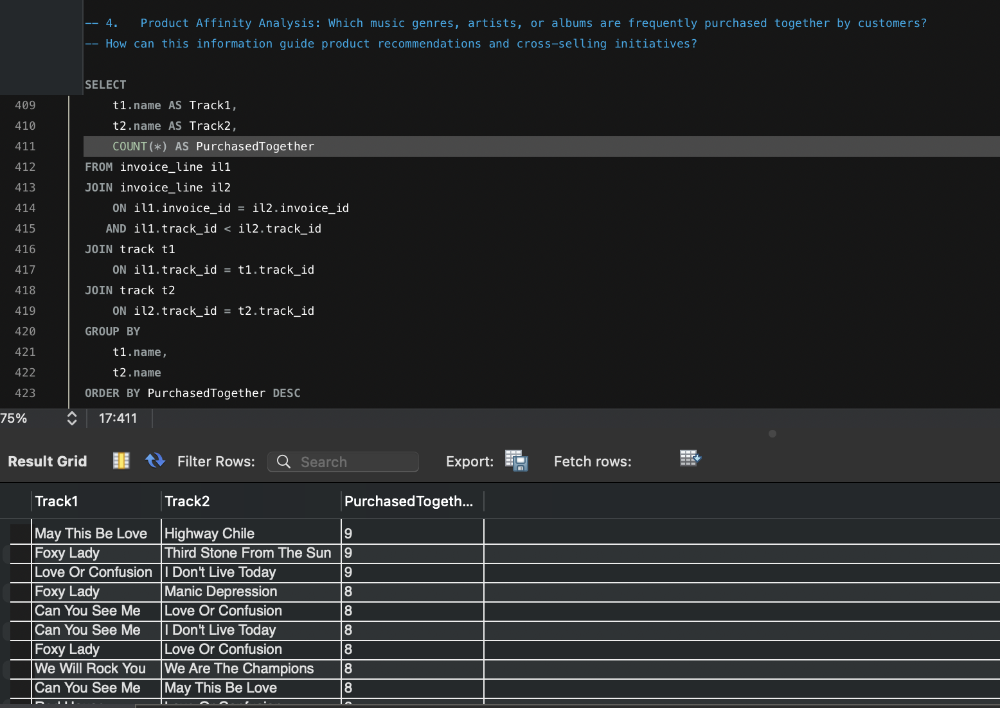 -- 4.   Product Affinity Analysis: Which music genres, artists, or albums are frequently purchased together by customers?
-- How can this information guide product recommendations and cross-selling initiatives?
SELECT
409 t1.name AS Track1,
410 t2.name AS Track2,
411 COUNT(*) AS PurchasedTogether
412 FROM invoice_line il1
413 JOIN invoice_line il2
414 ON il1.invoice_id = il2.invoice_id
415 AND il1.track_id < il2.track_id
416 JOIN track t1
417 ON il1.track_id = t1.track_id
418 JOIN track t2
419 ON il2.track_id = t2.track_id
420 GROUP BY
421 t1.name,
422 t2.name
423 ORDER BY PurchasedTogether DESC
75% 17:411
Result Grid Filter Rows: Search Export: Fetch rows:
Track1 Track2 PurchasedTogeth...
May This Be Love Highway Chile 9
Foxy Lady Third Stone From The Sun 9
Love Or Confusion I Don't Live Today 9
Foxy Lady Manic Depression 8
Can You See Me Love Or Confusion 8
Can You See Me I Don't Live Today 8
Foxy Lady Love Or Confusion 8
We Will Rock You We Are The Champions 8
Can You See Me May This Be Love 8